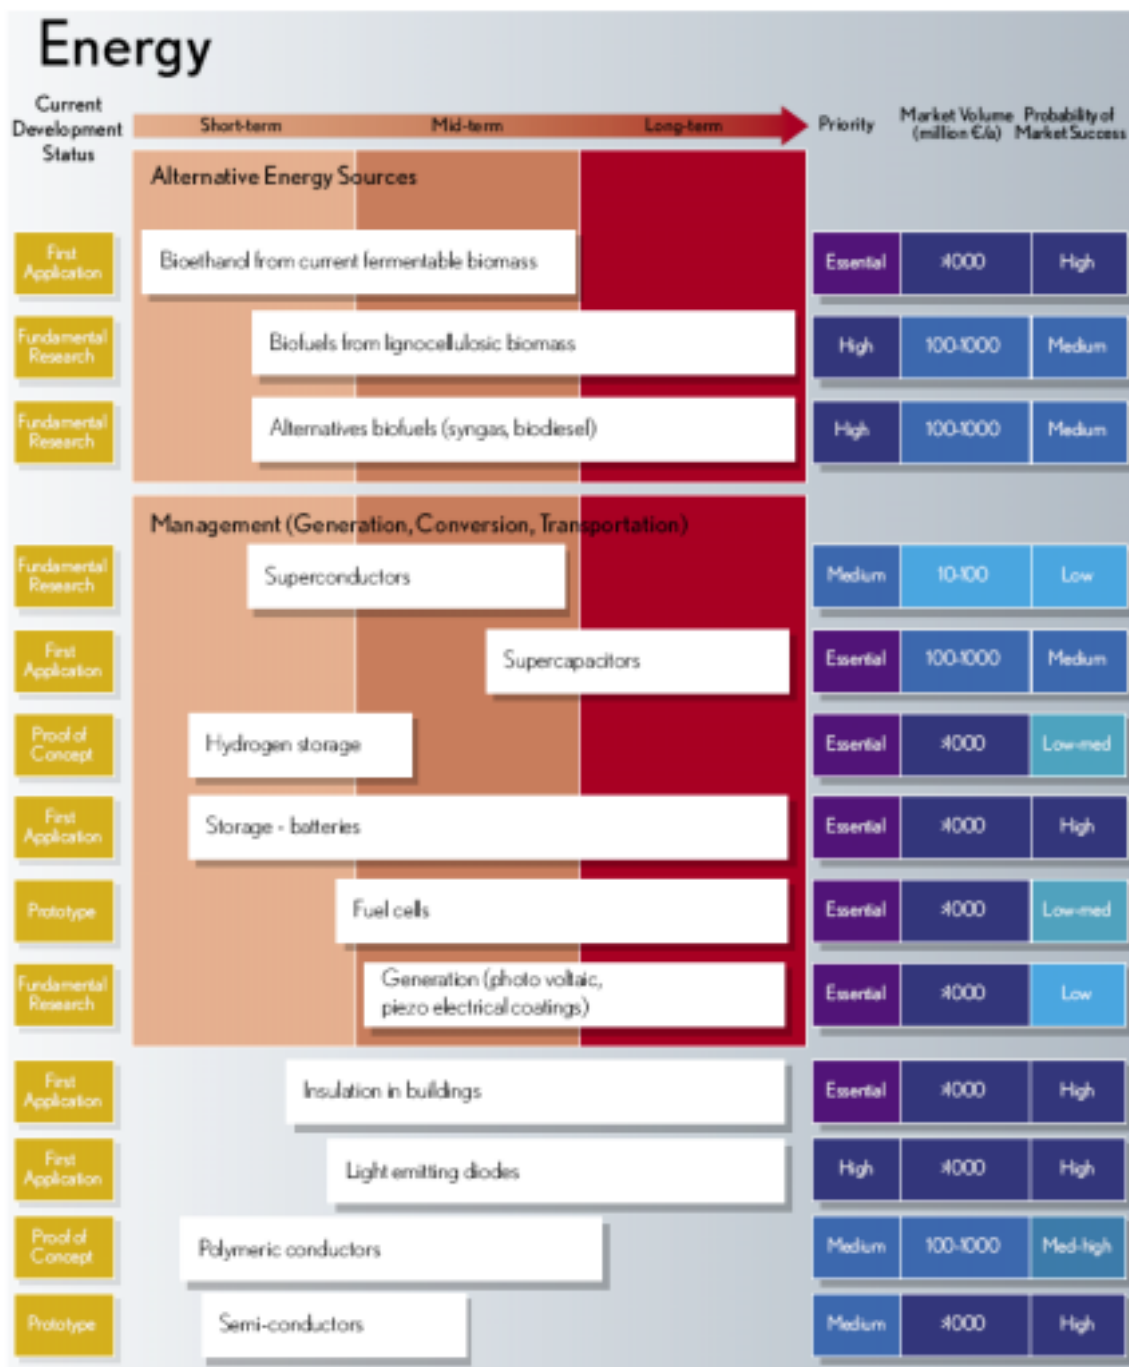 Energy
Current
Development
Status
Short-term
Mid-term
Long-term
Priority
Market Volume
(million €/a)
Probability of
Market Success
Alternative Energy Sources
First
Application
Bioethanol from current fermentable biomass
Essential
>1000
High
Fundamental
Research
Biofuels from lignocellulosic biomass
High
100-1000
Medium
Fundamental
Research
Alternatives biofuels (syngas, biodiesel)
High
100-1000
Medium
Management (Generation, Conversion, Transportation)
Fundamental
Research
Superconductors
Medium
10-100
Low
First
Application
Supercapacitors
Essential
100-1000
Medium
Proof of
Concept
Hydrogen storage
Essential
>1000
Low-med
First
Application
Storage - batteries
Essential
>1000
High
Prototype
Fuel cells
Essential
>1000
Low-med
Fundamental
Research
Generation (photo voltaic,
piezo electrical coatings)
Essential
>1000
Low
First
Application
Insulation in buildings
Essential
>1000
High
First
Application
Light emitting diodes
High
>1000
High
Proof of
Concept
Polymeric conductors
Medium
100-1000
Med-high
Prototype
Semi-conductors
Medium
>1000
High